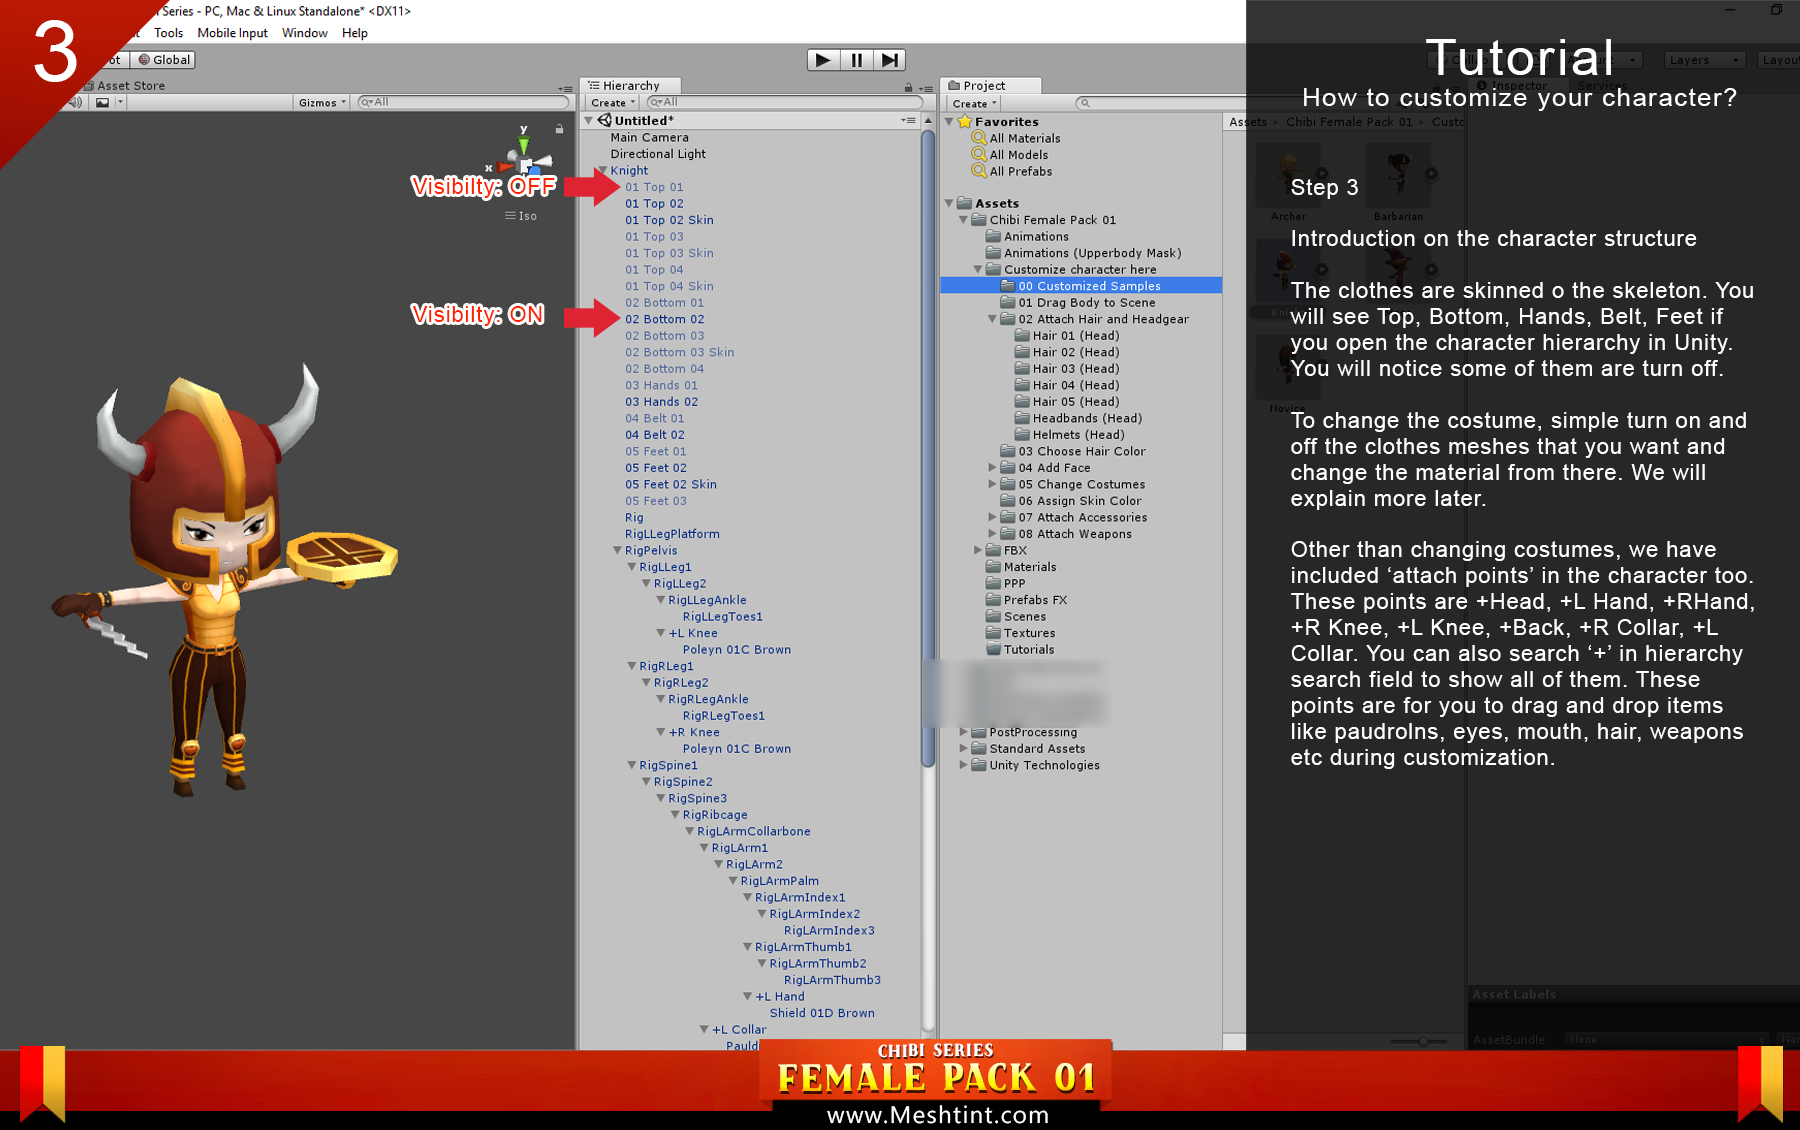 3
Series - PC, Mac & Linux Standalone* <DX11>
Tools Mobile Input Window Help
Global
Asset Store
Gizmos All
y
x
Iso
Visibilty: OFF
Visibilty: ON
Hierarchy
Create All
Untitled*
Main Camera
Directional Light
Knight
01 Top 01
01 Top 02
01 Top 02 Skin
01 Top 03
01 Top 03 Skin
01 Top 04
01 Top 04 Skin
02 Bottom 01
02 Bottom 02
02 Bottom 03
02 Bottom 03 Skin
02 Bottom 04
03 Hands 01
03 Hands 02
04 Belt 01
04 Belt 02
05 Feet 01
05 Feet 02
05 Feet 02 Skin
05 Feet 03
Rig
RigLLegPlatform
RigPelvis
RigLLeg1
RigLLeg2
RigLLegAnkle
RigLLegToes1
+L Knee
Poleyn 01C Brown
RigRLeg1
RigRLeg2
RigRLegAnkle
RigRLegToes1
+R Knee
Poleyn 01C Brown
RigSpine1
RigSpine2
RigSpine3
RigRibcage
RigLArmCollarbone
RigLArm1
RigLArm2
RigLArmPalm
RigLArmIndex1
RigLArmIndex2
RigLArmIndex3
RigLArmThumb1
RigLArmThumb2
RigLArmThumb3
+L Hand
Shield 01D Brown
+L Collar
Project
Create
Favorites
All Materials
All Models
All Prefabs
Assets
Chibi Female Pack 01
Animations
Animations (Upperbody Mask)
Customize character here
00 Customized Samples
01 Drag Body to Scene
02 Attach Hair and Headgear
Hair 01 (Head)
Hair 02 (Head)
Hair 03 (Head)
Hair 04 (Head)
Hair 05 (Head)
Headbands (Head)
Helmets (Head)
03 Choose Hair Color
04 Add Face
05 Change Costumes
06 Assign Skin Color
07 Attach Accessories
08 Attach Weapons
FBX
Materials
PPP
Prefabs FX
Scenes
Textures
Tutorials
PostProcessing
Standard Assets
Unity Technologies
Layers
Inspector Services
Assets Chibi Female Pack 01
Archer Barbarian
Novice
Asset Labels
AssetBundle None
Tutorial
How to customize your character?
Step 3
Introduction on the character structure
The clothes are skinned o the skeleton. You
will see Top, Bottom, Hands, Belt, Feet if
you open the character hierarchy in Unity.
You will notice some of them are turn off.
To change the costume, simple turn on and
off the clothes meshes that you want and
change the material from there. We will
explain more later.
Other than changing costumes, we have
included ‘attach points’ in the character too.
These points are +Head, +L Hand, +RHand,
+R Knee, +L Knee, +Back, +R Collar, +L
Collar. You can also search ‘+’ in hierarchy
search field to show all of them. These
points are for you to drag and drop items
like paudrolns, eyes, mouth, hair, weapons
etc during customization.
CHIBI SERIES
FEMALE PACK 01
www.Meshtint.com